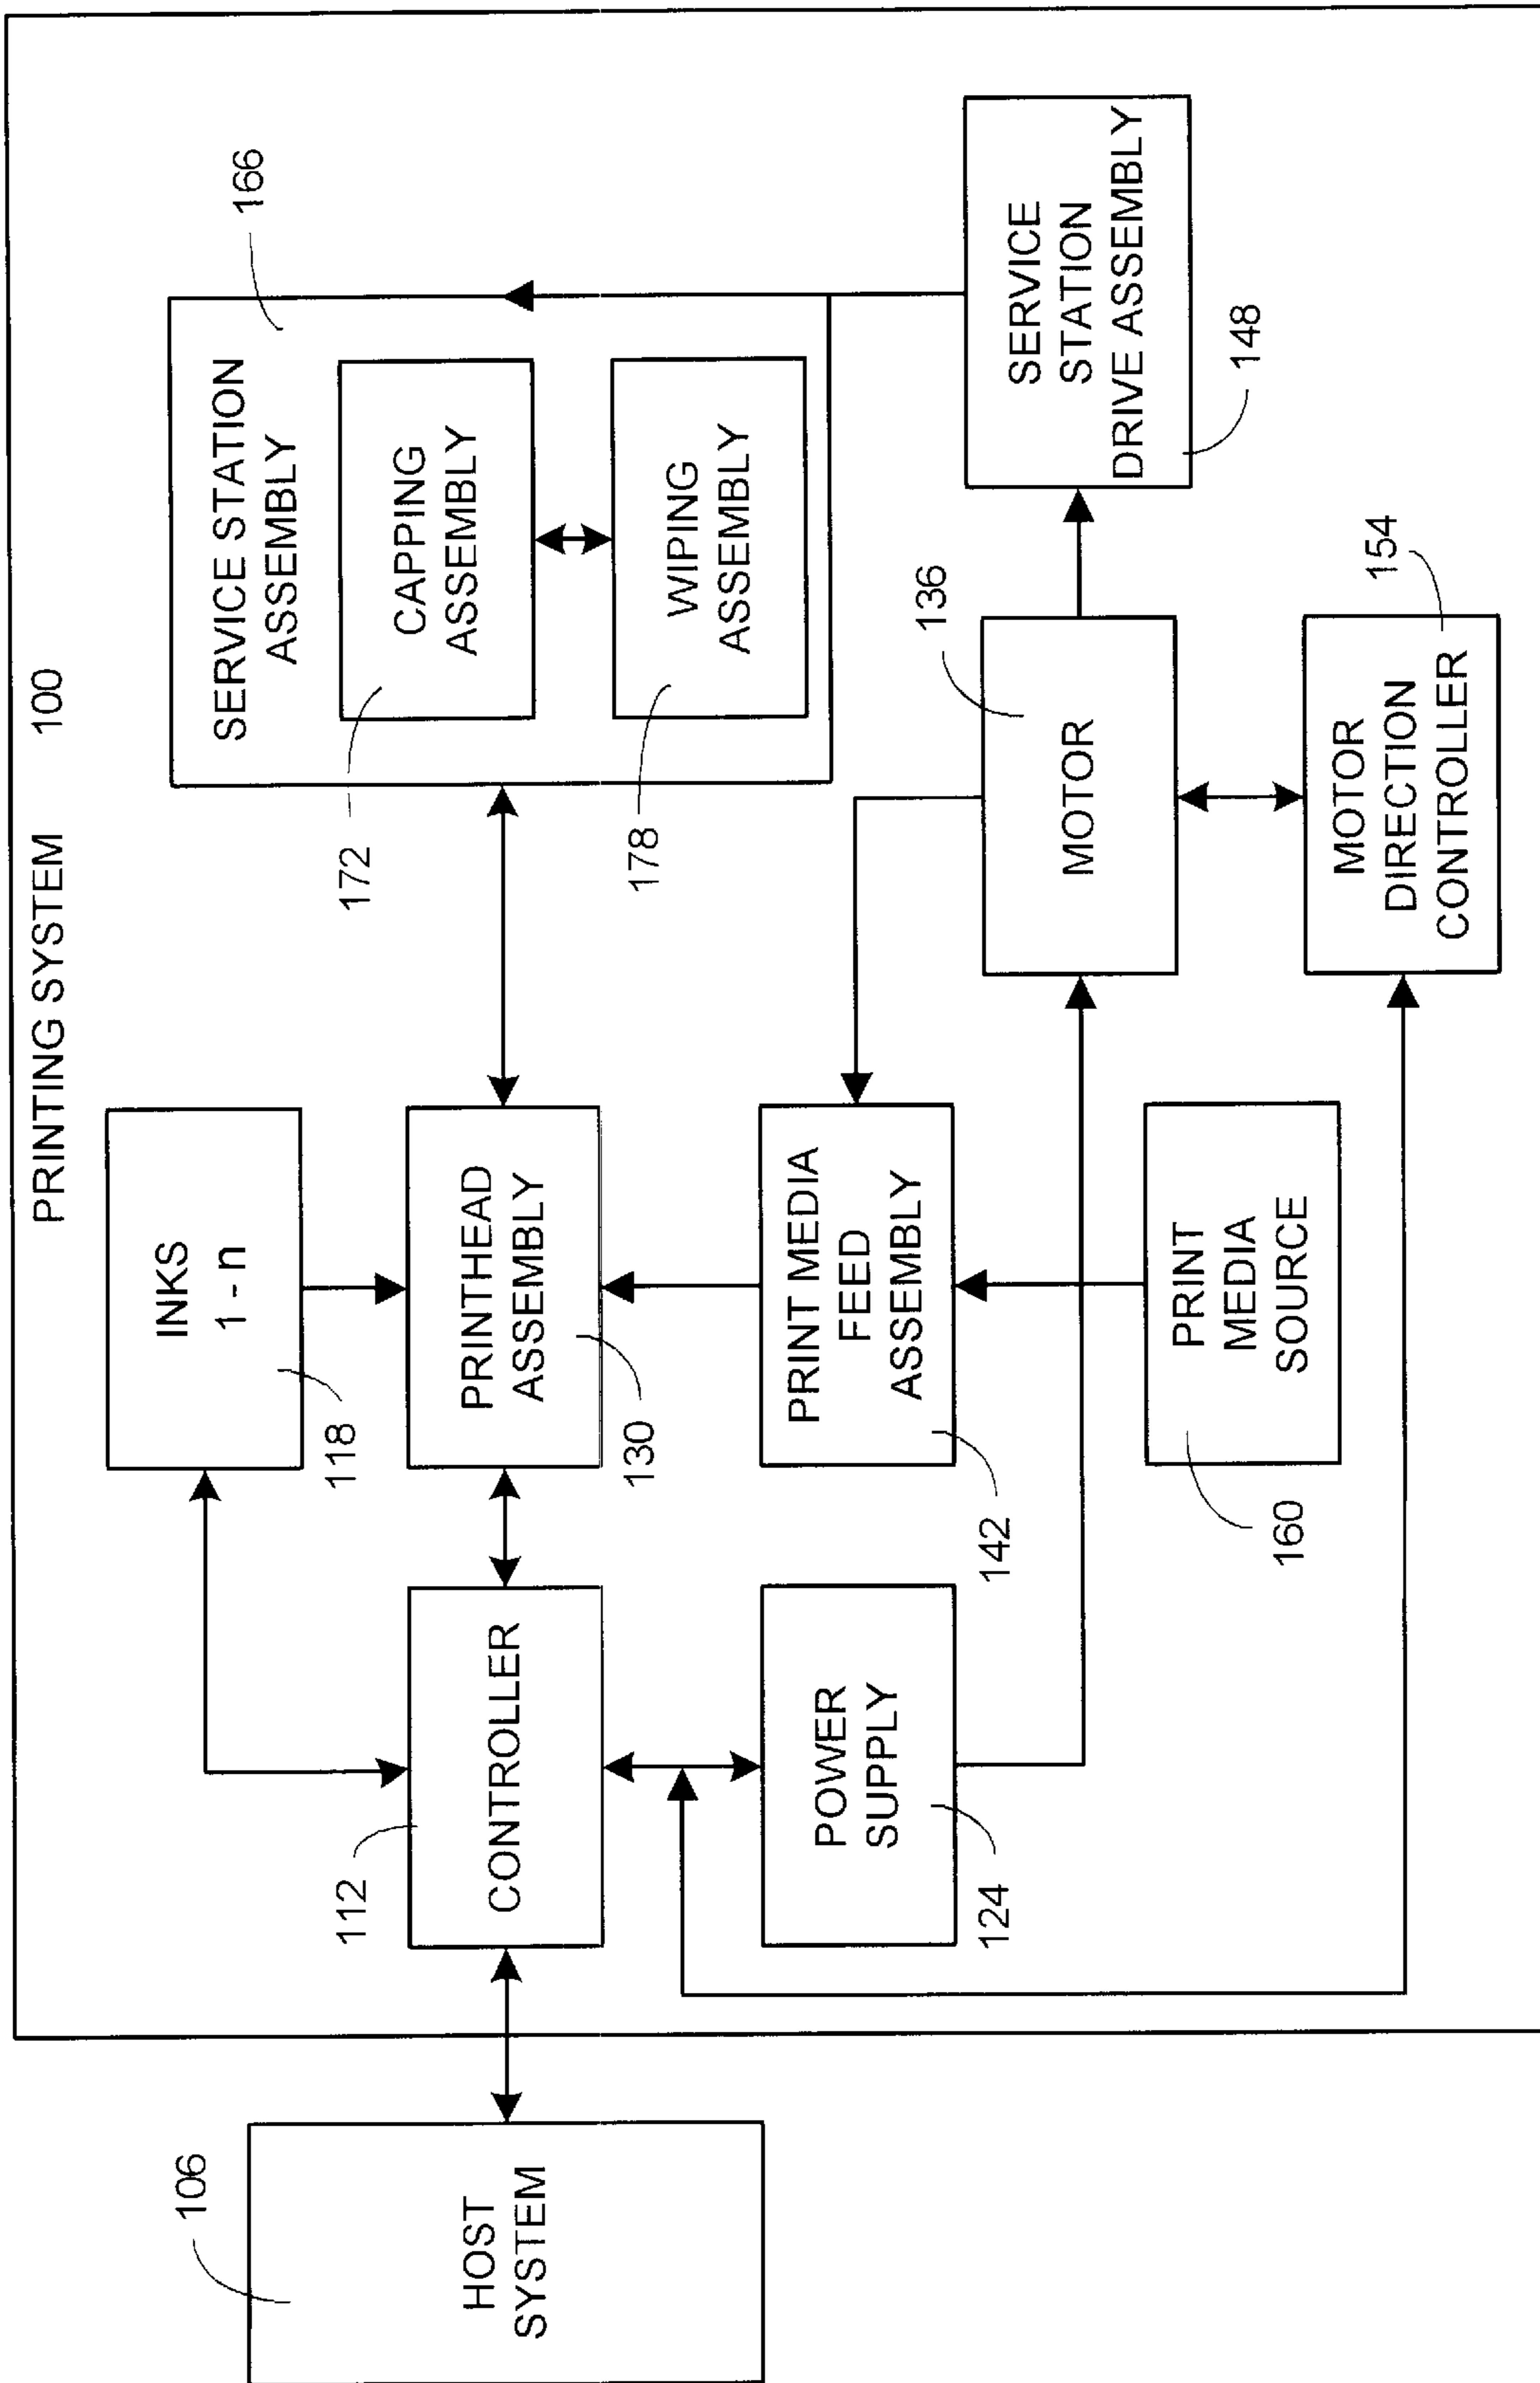 PRINTING SYSTEM 100
106
HOST
SYSTEM
112
CONTROLLER
POWER
SUPPLY
124
INKS
1 - n
118
PRINTHEAD
ASSEMBLY
130
PRINT MEDIA
FEED
ASSEMBLY
142
PRINT
MEDIA
SOURCE
160
SERVICE STATION
ASSEMBLY
166
CAPPING
ASSEMBLY
172
WIPING
ASSEMBLY
178
136
MOTOR
MOTOR
DIRECTION
CONTROLLER
154
SERVICE
STATION
DRIVE ASSEMBLY
148